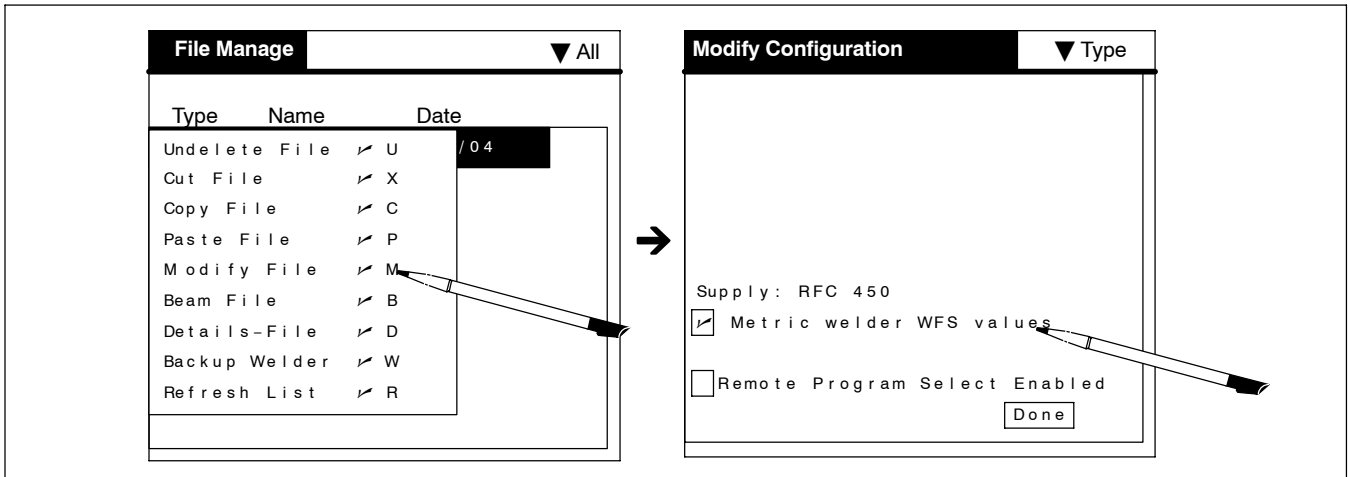 File Manage ▼ All
Type Name Date
/04
Undelete File U
Cut File X
Copy File C
Paste File P
Modify File M
Beam File B
Details–File D
Backup Welder W
Refresh List R
Modify Configuration ▼ Type
Supply: RFC 450
Metric welder WFS values
Remote Program Select Enabled
Done